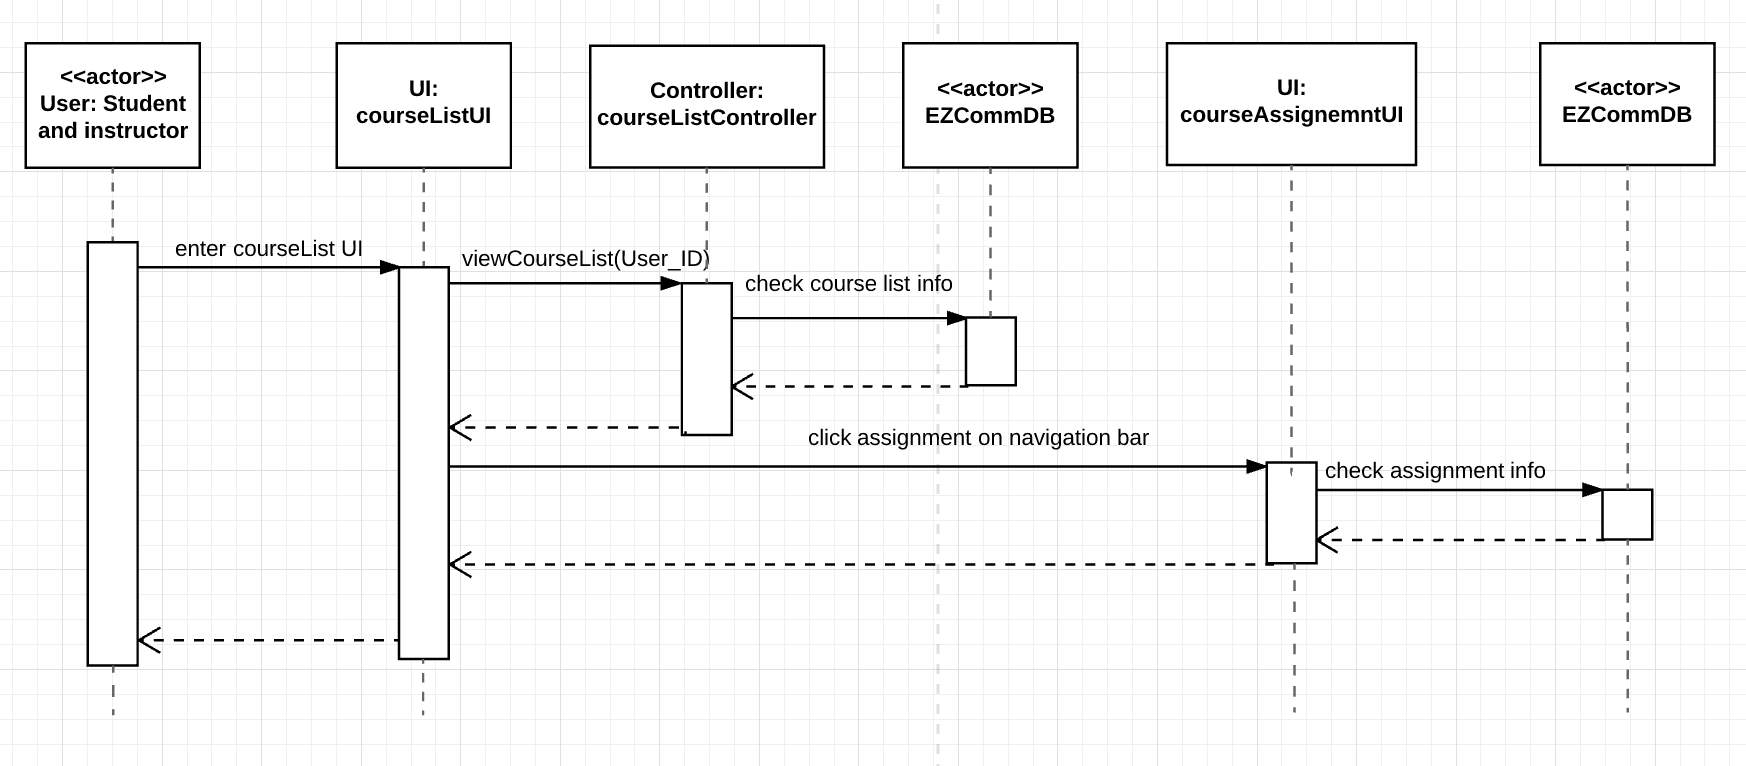 <<actor>>
User: Student
and instructor
UI:
courseListUI
Controller:
courseListController
<<actor>>
EZCommDB
UI:
courseAssignemntUI
<<actor>>
EZCommDB
enter courseList UI
viewCourseList(User_ID)
check course list info
click assignment on navigation bar
check assignment info